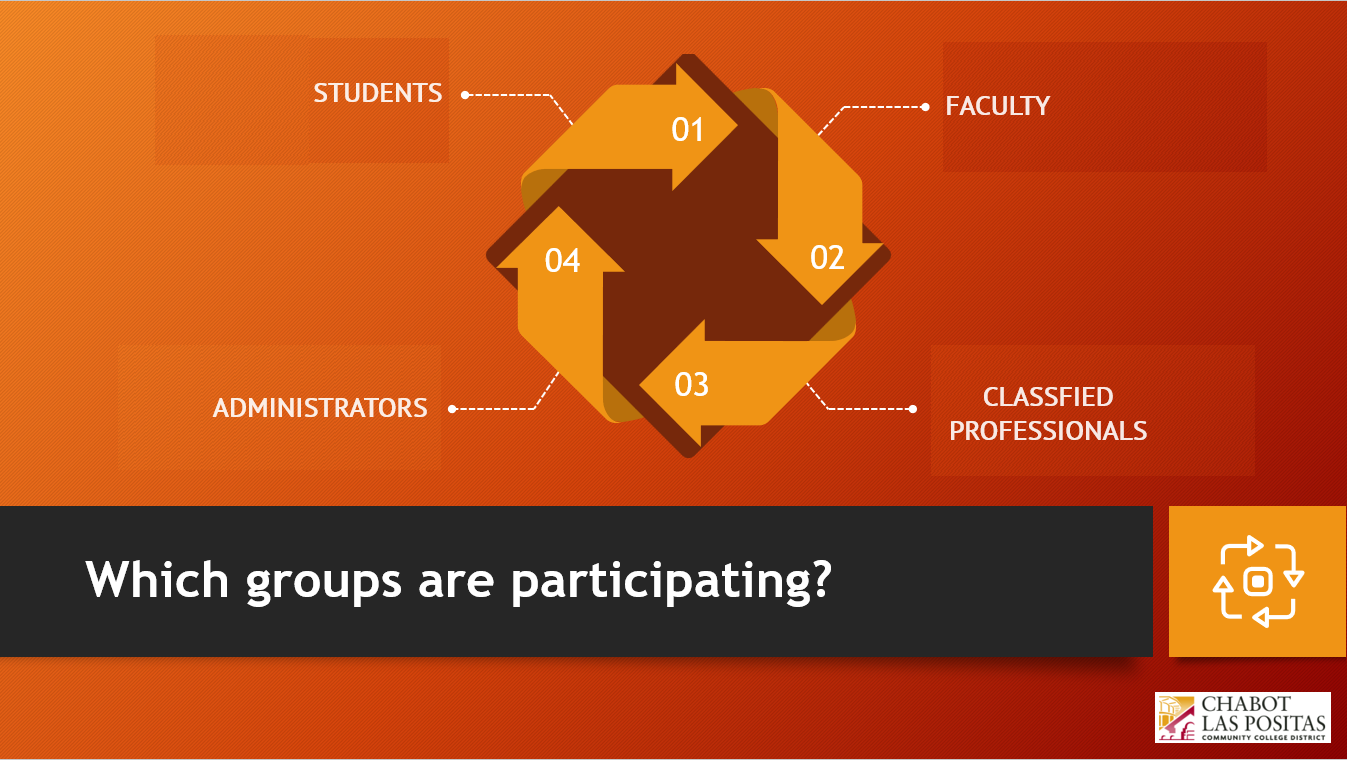 STUDENTS
01
FACULTY
02
CLASSFIED
PROFESSIONALS
03
ADMINISTRATORS
04
Which groups are participating?
CHABOT
LAS POSITAS
COMMUNITY COLLEGE DISTRICT